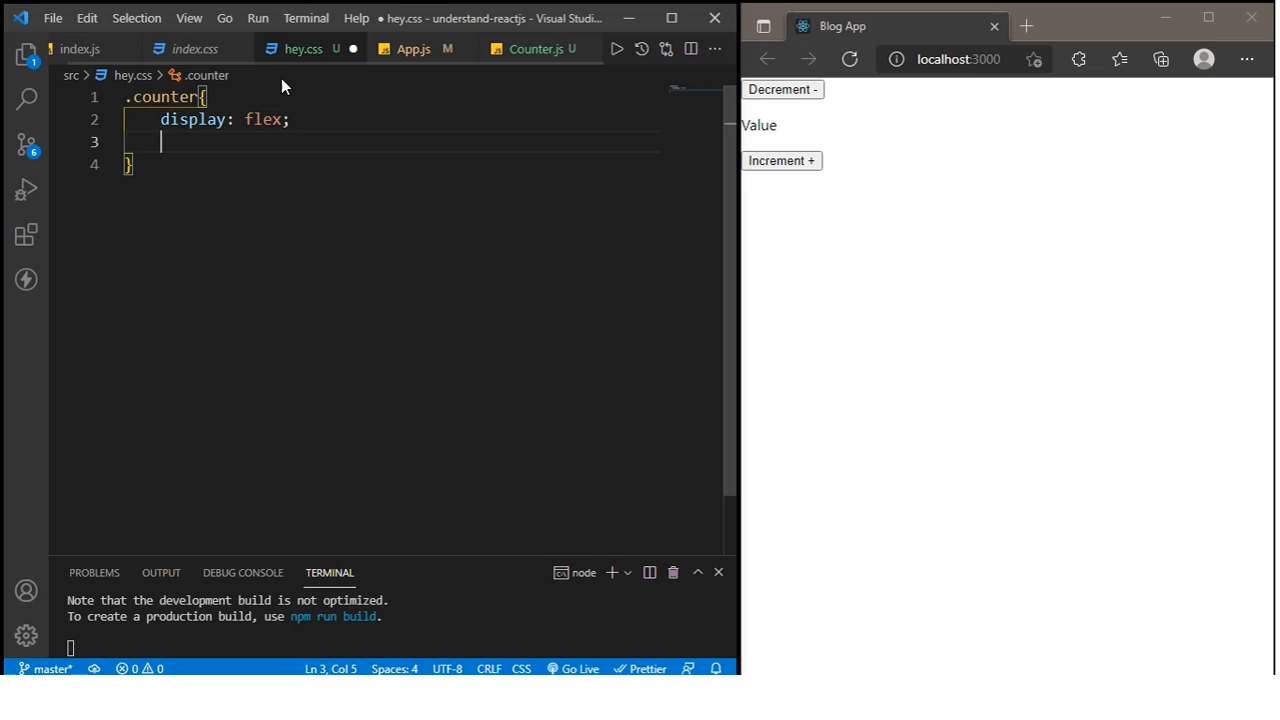 File Edit Selection View Go Run Terminal Help ● hey.css - understand-reactjs - Visual Studi...
index.js index.css hey.css U ● App.js M Counter.js U
src > hey.css > .counter
1 .counter{
2 display: flex;
3
4 }
PROBLEMS OUTPUT DEBUG CONSOLE TERMINAL
node
Note that the development build is not optimized.
To create a production build, use npm run build.
1
6
master* 0 0 Ln 3, Col 5 Spaces: 4 UTF-8 CRLF CSS Go Live Prettier
Blog App
localhost:3000
Decrement -
Value
Increment +